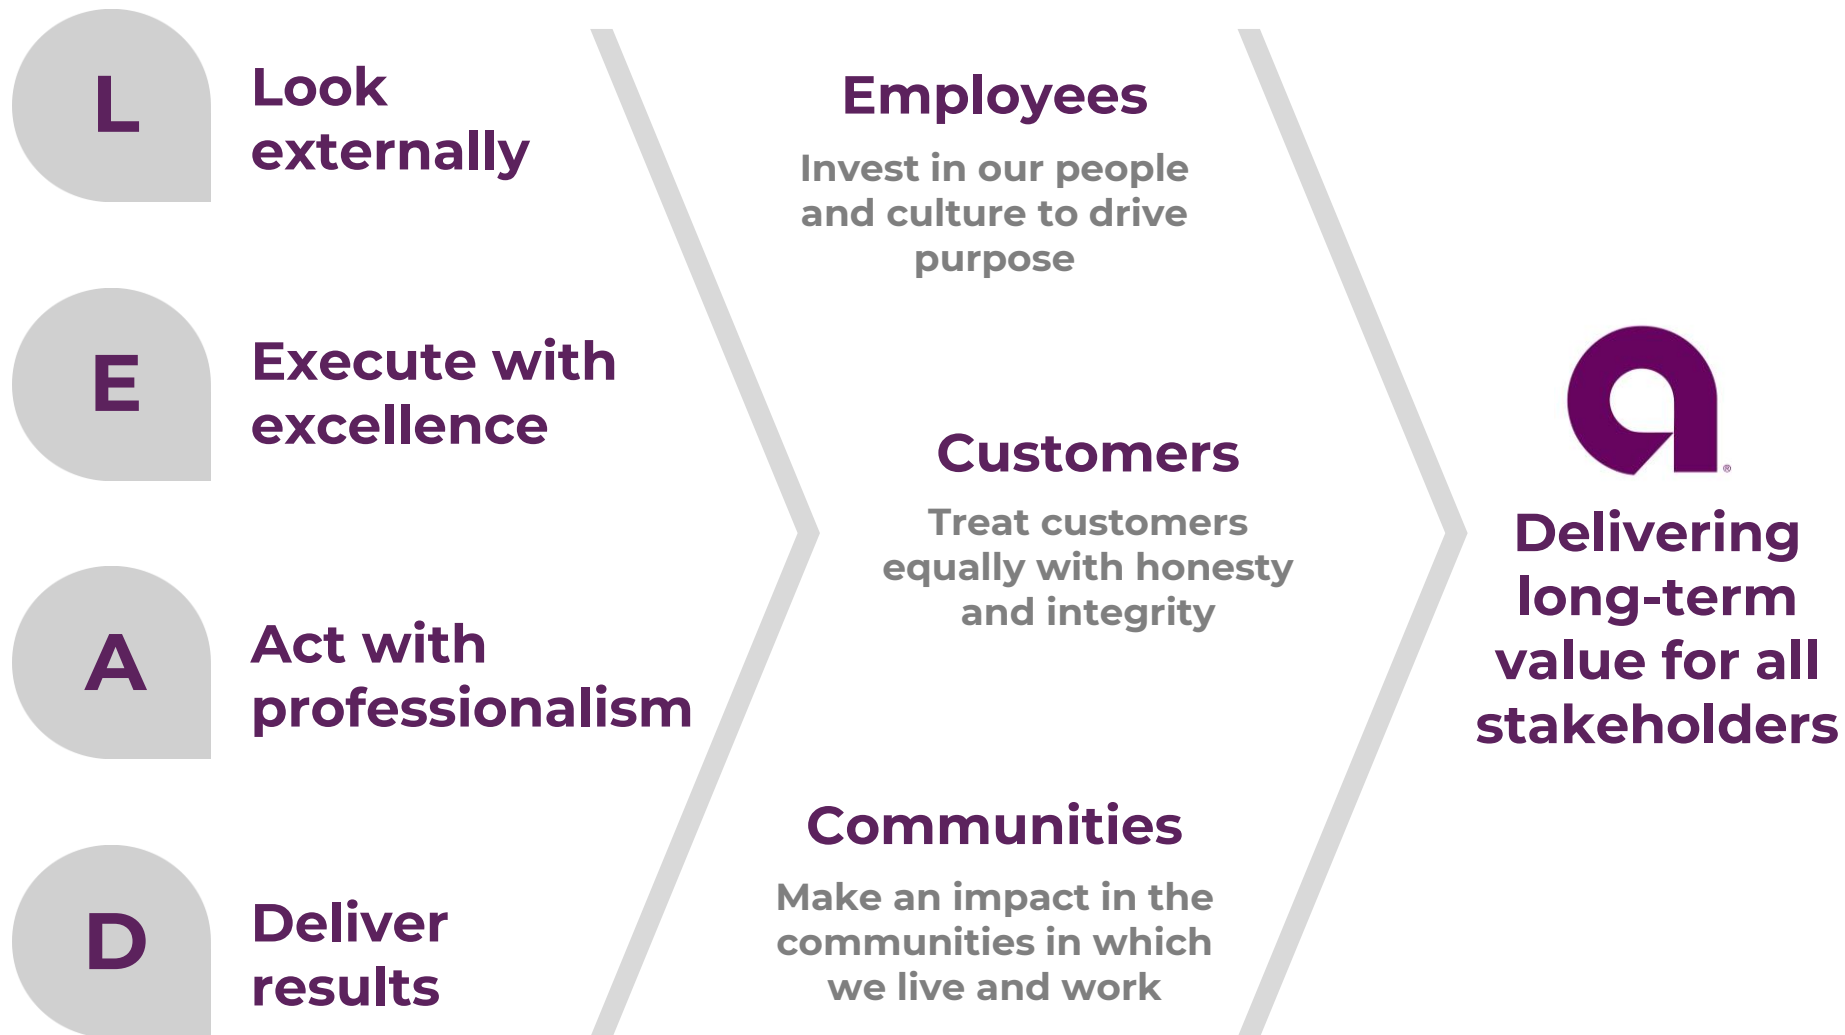 L
Look
externally
E
Execute with
excellence
A
Act with
professionalism
D
Deliver
results
Employees
Invest in our people
and culture to drive
purpose
Customers
Treat customers
equally with honesty
and integrity
Communities
Make an impact in the
communities in which
we live and work
®
Delivering
long-term
value for all
stakeholders